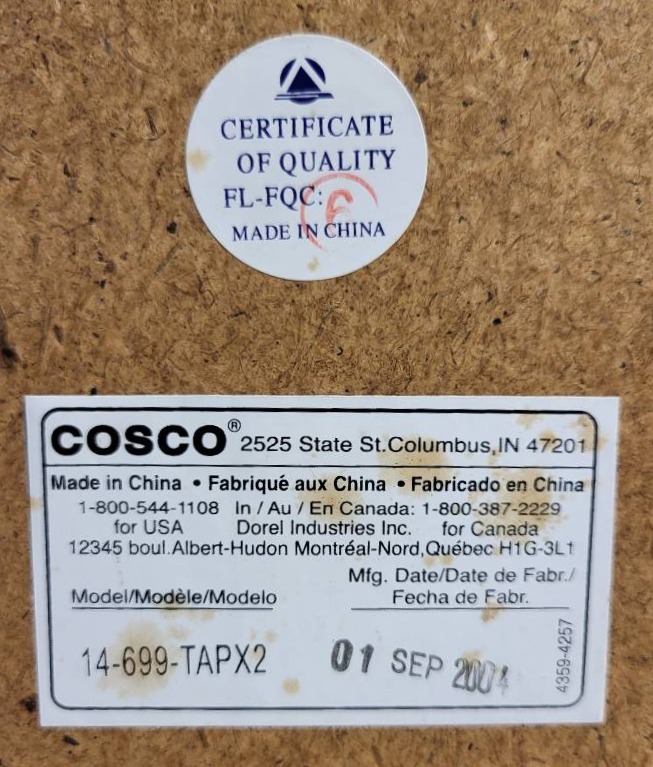 CERTIFICATE
OF QUALITY
FL-FQC: 6
MADE IN CHINA
COSCO® 2525 State St.Columbus,IN 47201
Made in China • Fabriqué aux China • Fabricado en China
1-800-544-1108 In / Au / En Canada: 1-800-387-2229
for USA Dorel Industries Inc. for Canada
12345 boul.Albert-Hudon Montréal-Nord,Québec H1G-3L1
Mfg. Date/Date de Fabr./
Model/Modèle/Modelo Fecha de Fabr.
14-699-TAPX2 01 SEP 2004
4359-4257